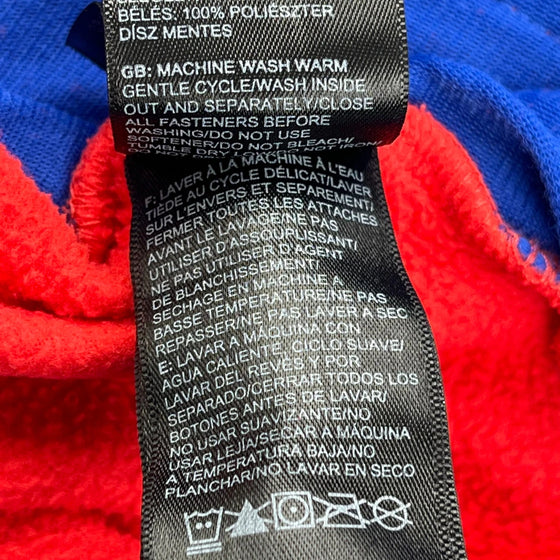 BÉLÉS: 100% POLIÉSZTER
DÍSZ MENTES
GB: MACHINE WASH WARM
GENTLE CYCLE/WASH INSIDE
OUT AND SEPARATELY/CLOSE
ALL FASTENERS BEFORE
WASHING/DO NOT USE
SOFTENER/DO NOT BLEACH/
TUMBLE DRY
F: LAVER À LA MACHINE À L'EAU
TIÈDE AU CYCLE DÉLICAT/LAVER
SUR L'ENVERS ET SÉPAREMENT/
FERMER TOUTES LES ATTACHES
AVANT LE LAVAGE/NE PAS
UTILISER D'ASSOUPLISSANT/
NE PAS UTILISER D'AGENT
DE BLANCHISSEMENT/
SECHAGE EN MACHINE A
BASSE TEMPERATURE/NE PAS
REPASSER/NE PAS LAVER A SEC
E: LAVAR A MÁQUINA CON
AGUA CALIENTE, CICLO SUAVE/
LAVAR DEL REVÉS Y POR
SEPARADO/CERRAR TODOS LOS
BOTONES ANTES DE LAVAR/
NO USAR SUAVIZANTE/NO
USAR LEJÍA/SECAR A MÁQUINA
A TEMPERATURA BAJA/NO
PLANCHAR/NO LAVAR EN SECO